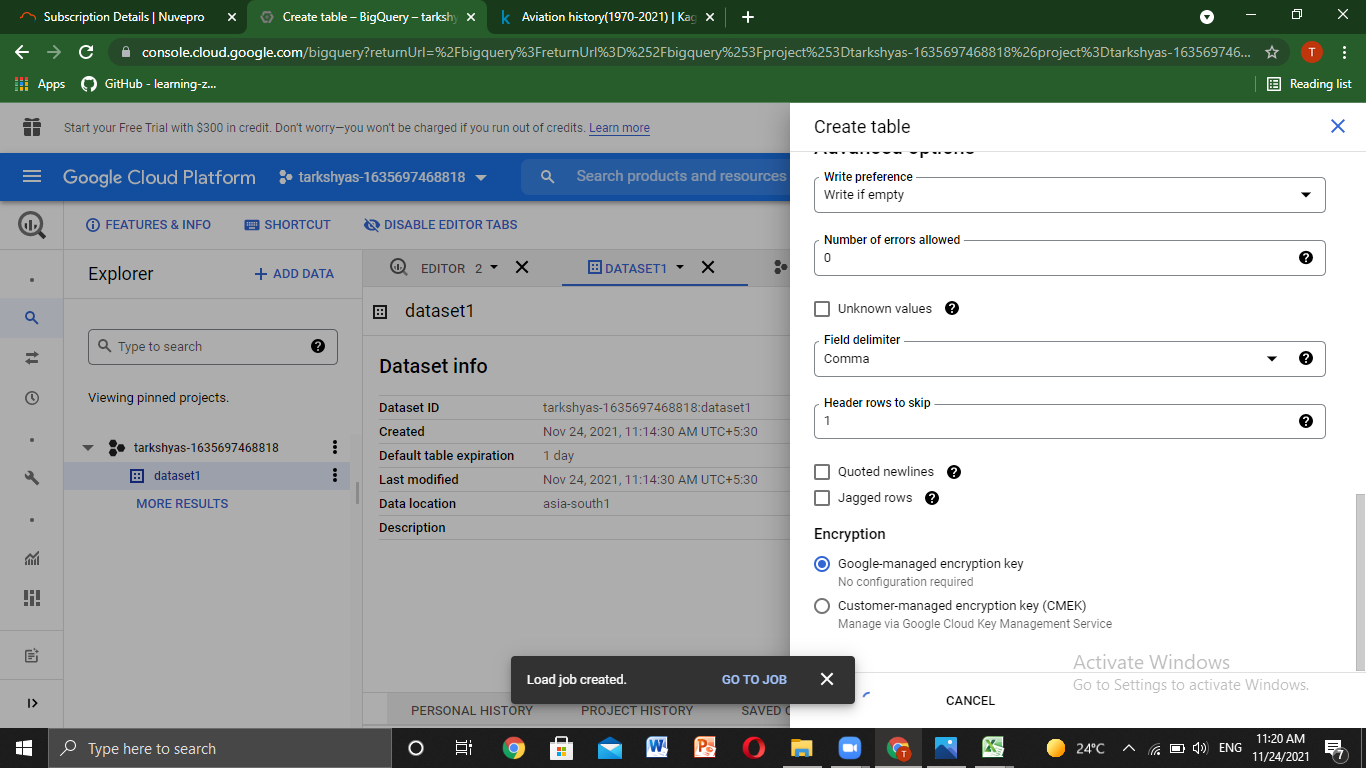 Subscription Details | Nuvepro
Create table – BigQuery – tarkshy
Aviation history(1970-2021) | Kag
console.cloud.google.com/bigquery?returnUrl=%2Fbigquery%3FreturnUrl%3D%252Fbigquery%253Fproject%253Dtarkshyas-1635697468818%26project%3Dtarkshyas-163569746...
T
Apps
GitHub - learning-z...
Reading list
Start your Free Trial with $300 in credit. Don't worry—you won't be charged if you run out of credits. Learn more
Google Cloud Platform
tarkshyas-1635697468818
Search products and resources
FEATURES & INFO
SHORTCUT
DISABLE EDITOR TABS
Explorer
+ ADD DATA
Type to search
Viewing pinned projects.
tarkshyas-1635697468818
dataset1
MORE RESULTS
EDITOR 2
DATASET1
dataset1
Dataset info
Dataset ID tarkshyas-1635697468818:dataset1
Created Nov 24, 2021, 11:14:30 AM UTC+5:30
Default table expiration 1 day
Last modified Nov 24, 2021, 11:14:30 AM UTC+5:30
Data location asia-south1
Description
PERSONAL HISTORY
PROJECT HISTORY
SAVED
Create table
Advanced options
Write preference
Write if empty
Number of errors allowed
0
Unknown values
Field delimiter
Comma
Header rows to skip
1
Quoted newlines
Jagged rows
Encryption
Google-managed encryption key
No configuration required
Customer-managed encryption key (CMEK)
Manage via Google Cloud Key Management Service
Load job created.
GO TO JOB
CANCEL
Activate Windows
Go to Settings to activate Windows.
Type here to search
24°C
ENG
11:20 AM
11/24/2021
7